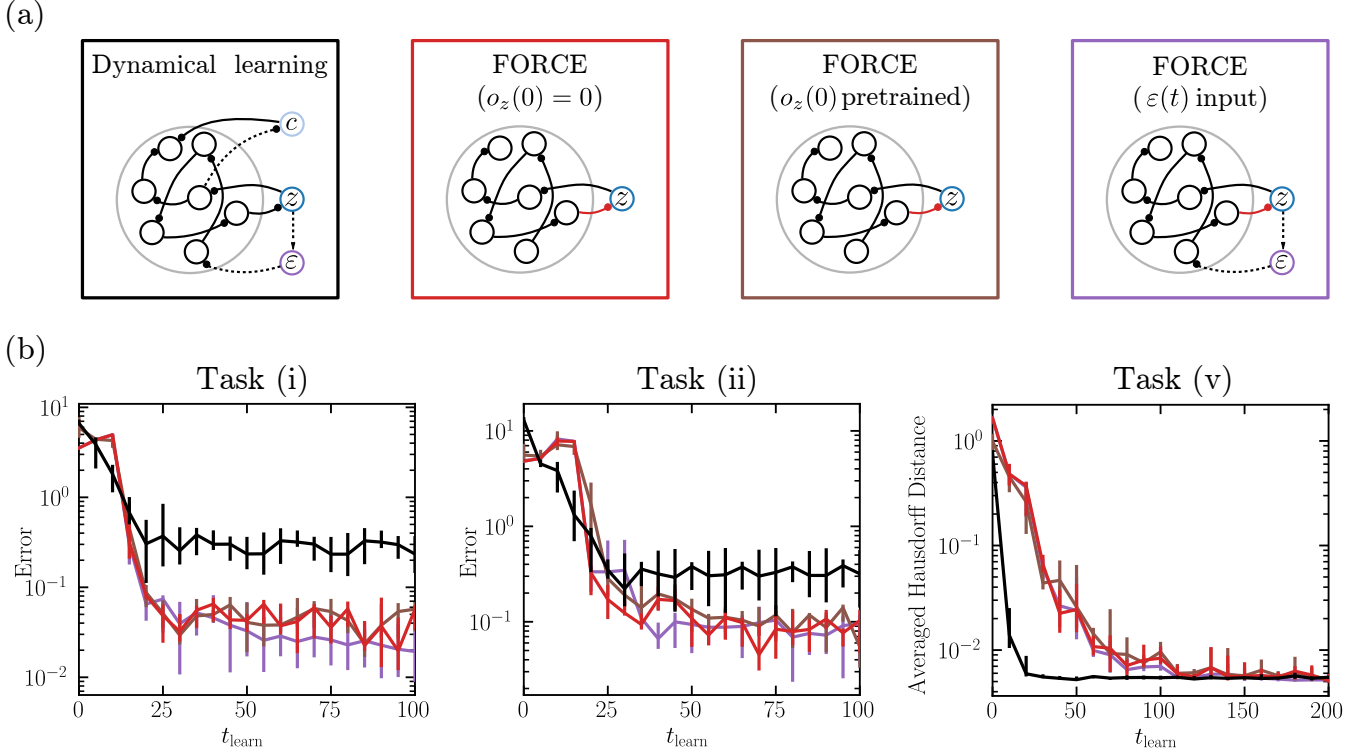 (a)
Dynamical learning
c
z
ε
FORCE
(o_z(0) = 0)
z
FORCE
(o_z(0) pretrained)
z
FORCE
(ε(t) input)
z
ε
(b)
Task (i)
Error
10^1
10^0
10^−1
10^−2
0 25 50 75 100
t_learn
Task (ii)
Error
10^1
10^0
10^−1
0 25 50 75 100
t_learn
Task (v)
Averaged Hausdorff Distance
10^0
10^−1
10^−2
0 50 100 150 200
t_learn